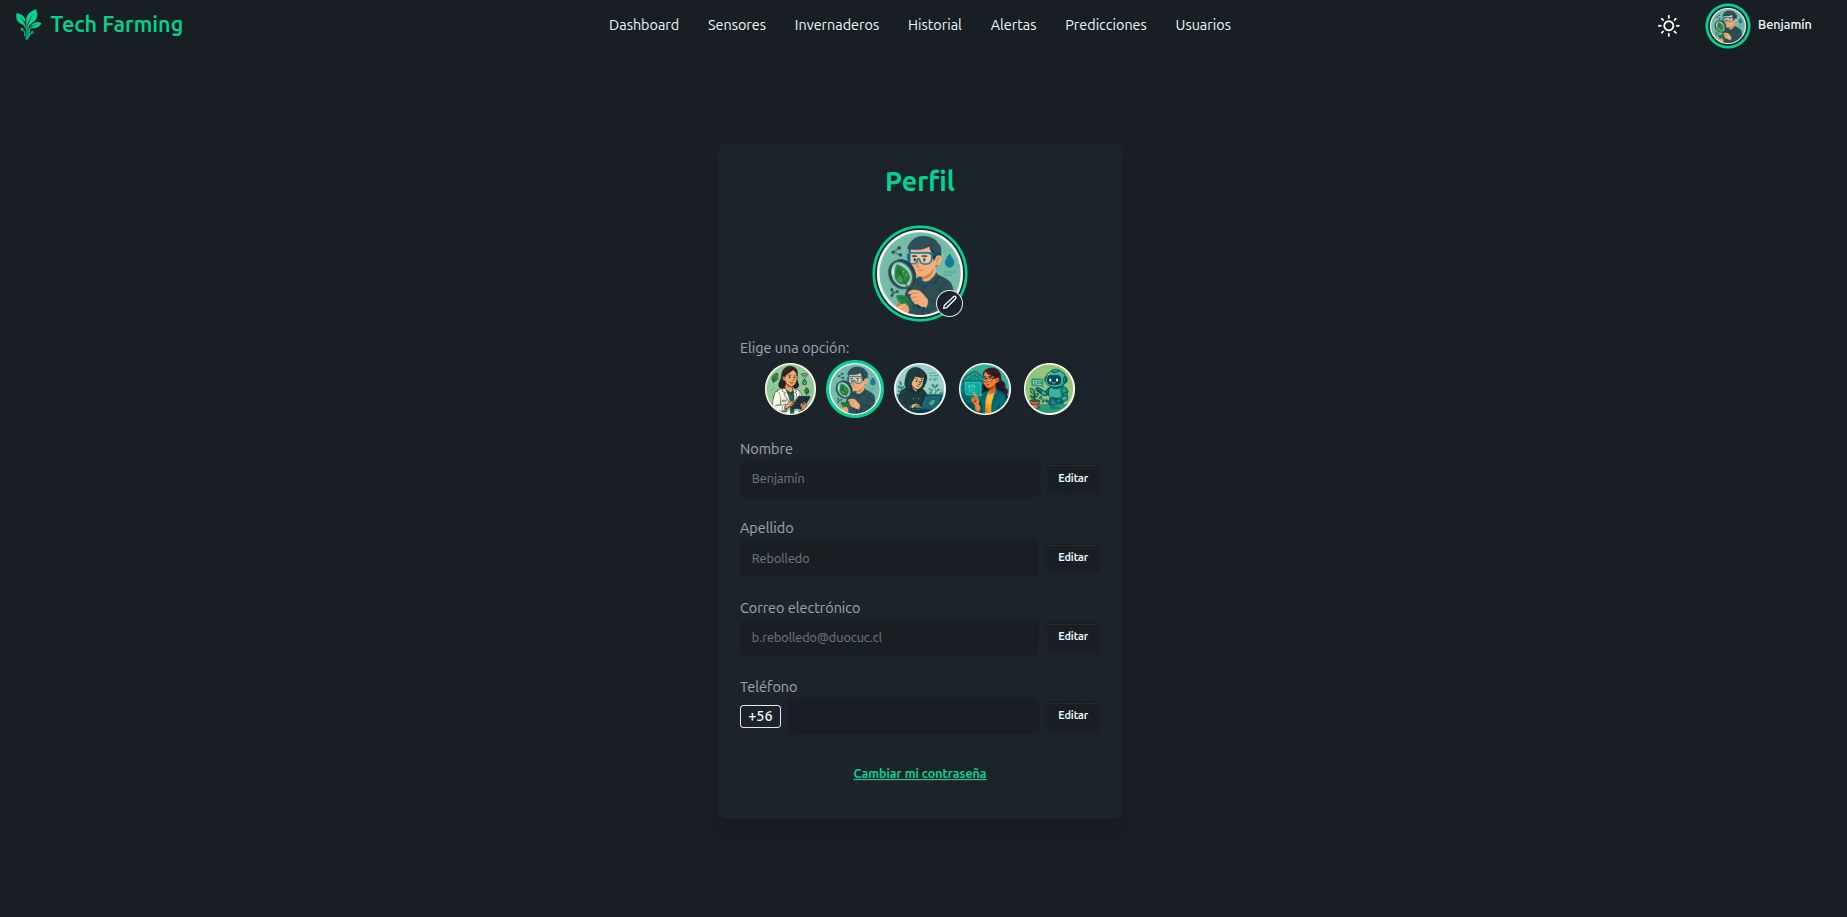 Tech Farming
Dashboard Sensores Invernaderos Historial Alertas Predicciones Usuarios
Benjamín
Perfil
Elige una opción:
Nombre
Benjamín Editar
Apellido
Rebolledo Editar
Correo electrónico
b.rebolledo@duocuc.cl Editar
Teléfono
+56 Editar
Cambiar mi contraseña